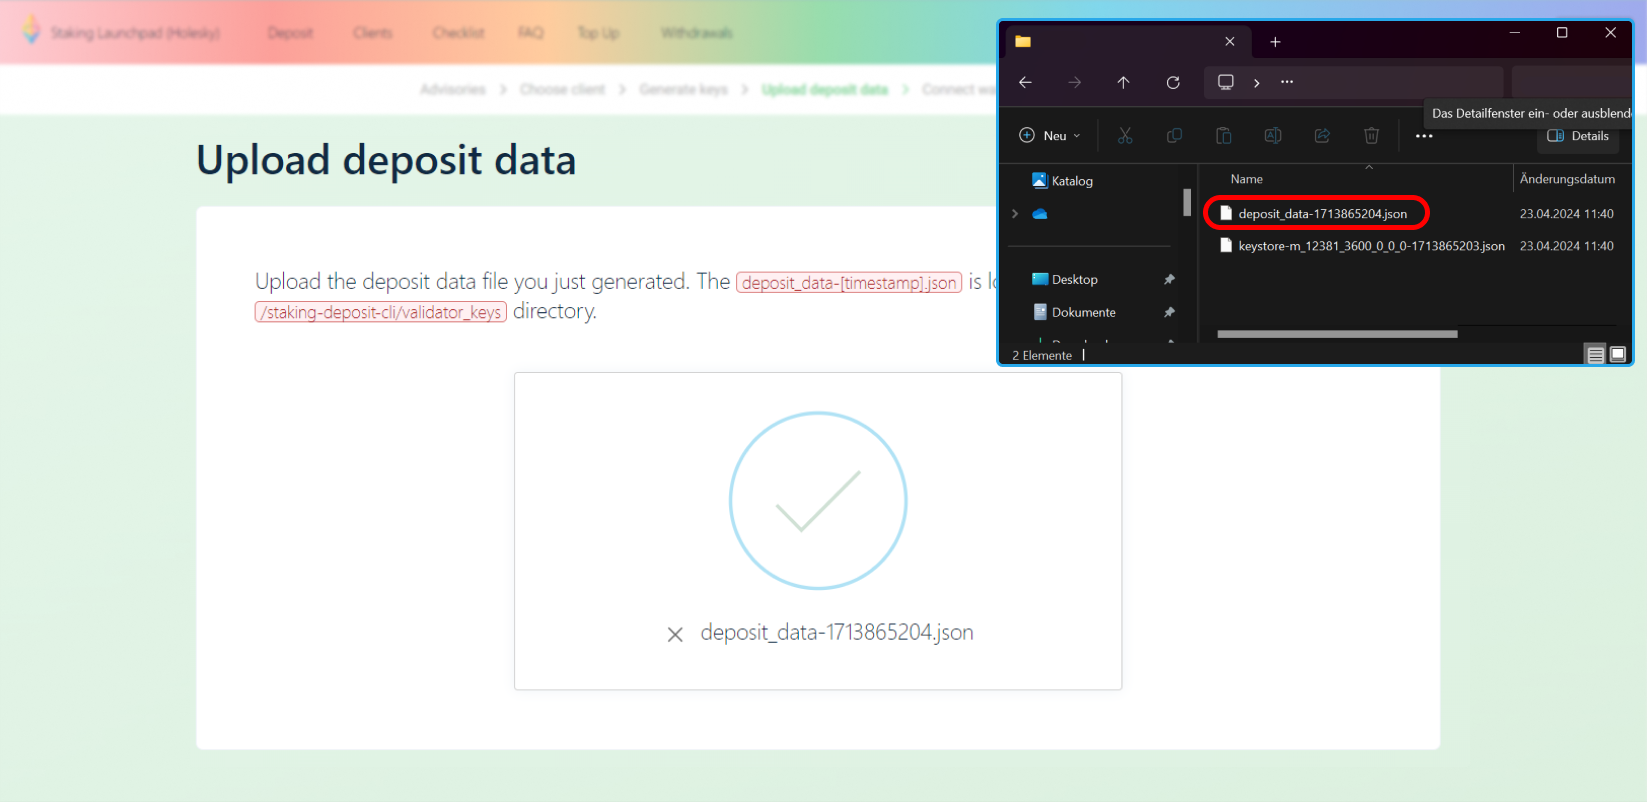 Staking Launchpad (Holesky) Deposit Clients Checklist FAQ Top Up Withdrawals
Advisories Choose client Generate keys Upload deposit data Connect wa
Upload deposit data
Upload the deposit data file you just generated. The deposit_data-[timestamp].json is lo
/staking-deposit-cli/validator_keys directory.
deposit_data-1713865204.json
Das Detailfenster ein- oder ausblend
Neu
Details
Katalog
Desktop
Dokumente
Name Änderungsdatum
deposit_data-1713865204.json 23.04.2024 11:40
keystore-m_12381_3600_0_0_0-1713865203.json 23.04.2024 11:40
2 Elemente